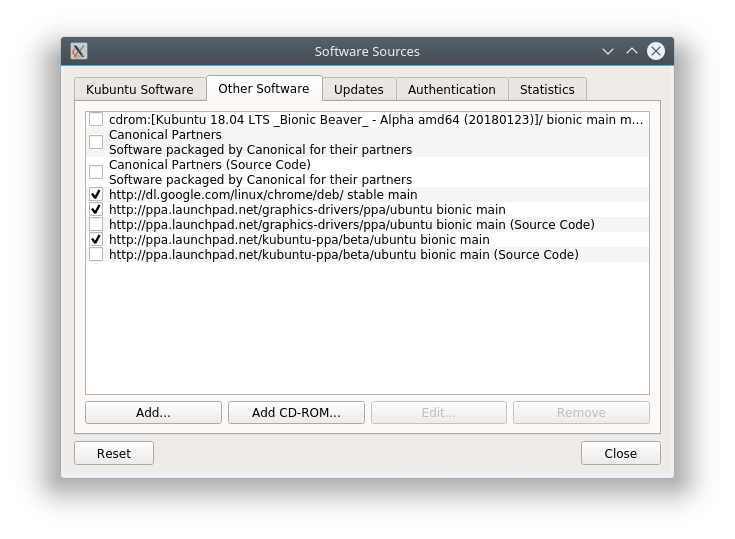 Software Sources
Kubuntu Software Other Software Updates Authentication Statistics
cdrom:[Kubuntu 18.04 LTS _Bionic Beaver_ - Alpha amd64 (20180123)]/ bionic main m...
Canonical Partners
Software packaged by Canonical for their partners
Canonical Partners (Source Code)
Software packaged by Canonical for their partners
http://dl.google.com/linux/chrome/deb/ stable main
http://ppa.launchpad.net/graphics-drivers/ppa/ubuntu bionic main
http://ppa.launchpad.net/graphics-drivers/ppa/ubuntu bionic main (Source Code)
http://ppa.launchpad.net/kubuntu-ppa/beta/ubuntu bionic main
http://ppa.launchpad.net/kubuntu-ppa/beta/ubuntu bionic main (Source Code)
Add... Add CD-ROM... Edit... Remove
Reset Close